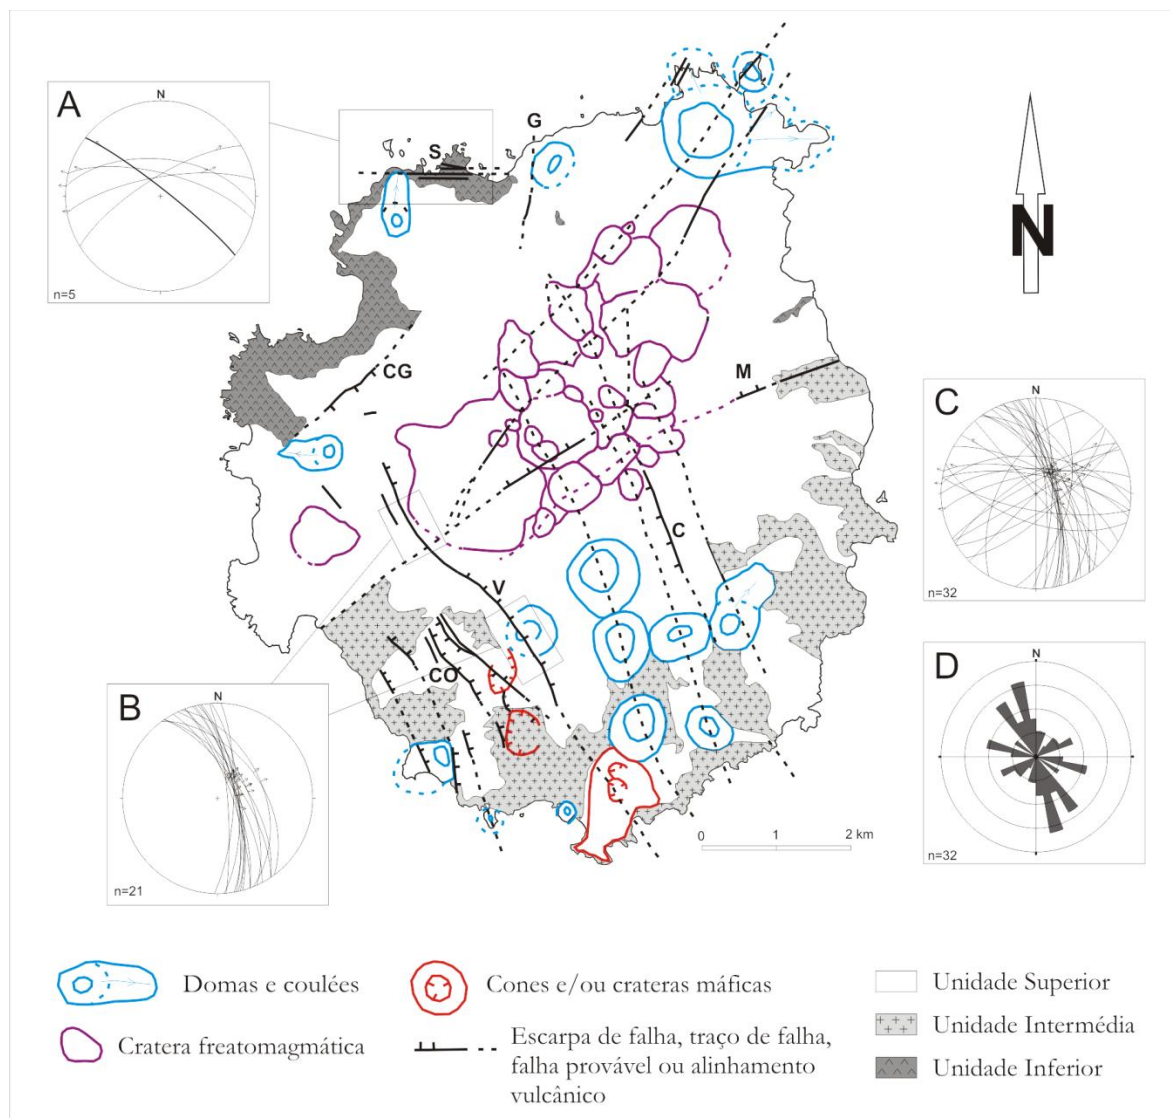 A
N
n=5
S
G
N
CG
M
C
N
n=32
V
C
CO
B
N
n=21
D
N
n=32
0 1 2 km
Domas e coulées
Cones e/ou crateras máficas
Unidade Superior
Cratera freatomagmática
Escarpa de falha, traço de falha,
falha provável ou alinhamento
vulcânico
Unidade Intermédia
Unidade Inferior